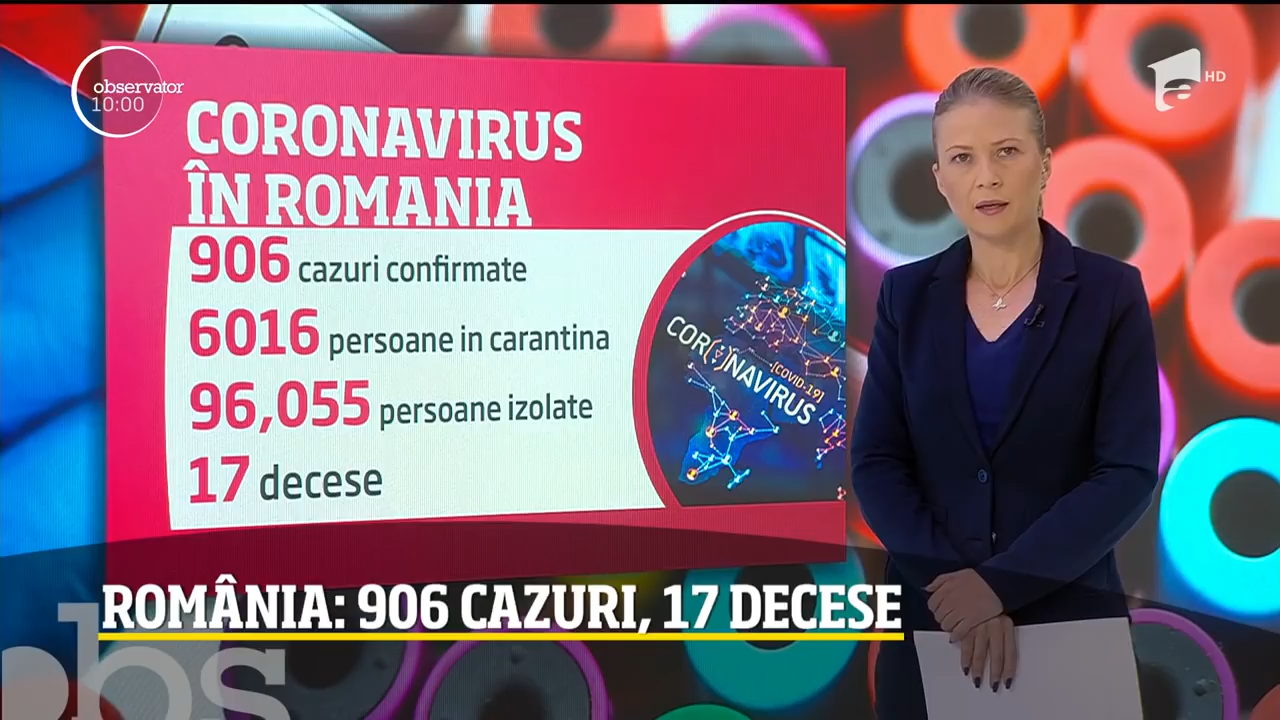 observator
10:00
HD
CORONAVIRUS
ÎN ROMANIA
906 cazuri confirmate
6016 persoane in carantina
96,055 persoane izolate
17 decese
CORONAVIRUS
[COVID-19]
ROMÂNIA: 906 CAZURI, 17 DECESE
obs